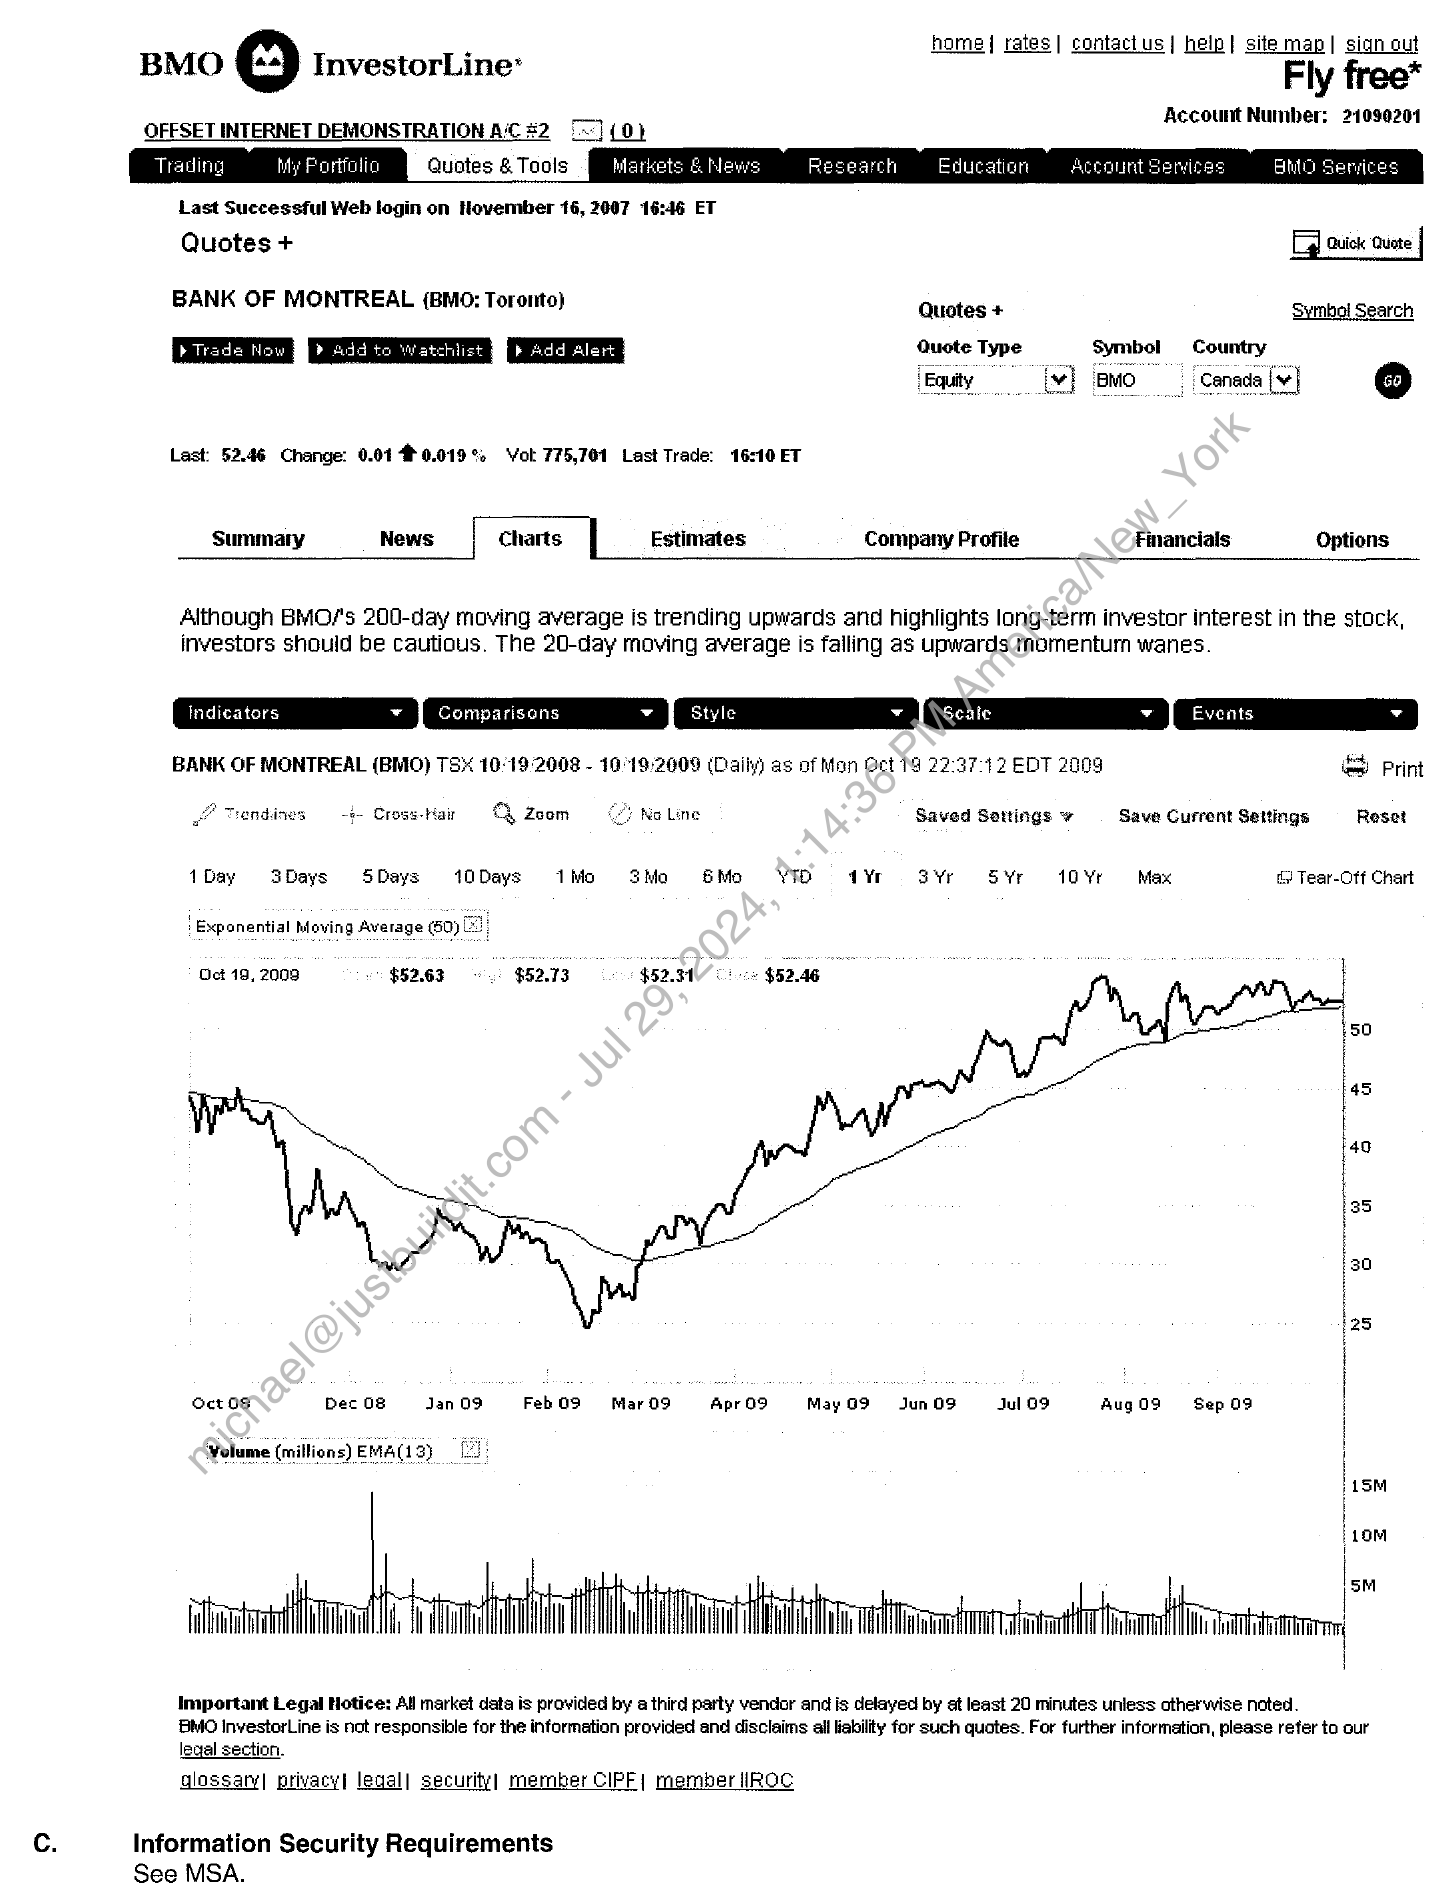 BMO InvestorLine®
home | rates | contact us | help | site map | sign out
Fly free*
Account Number: 21090201
OFFSET INTERNET DEMONSTRATION A/C #2 ( 0 )
Trading My Portfolio Quotes & Tools Markets & News Research Education Account Services BMO Services
Last Successful Web login on November 16, 2007 16:46 ET
Quotes +
Quick Quote
BANK OF MONTREAL (BMO: Toronto)
Quotes + Symbol Search
Trade Now Add to Watchlist Add Alert
Quote Type Symbol Country
Equity BMO Canada GO
Last: 52.46 Change: 0.01 0.019 % Vol: 775,701 Last Trade: 16:10 ET
Summary News Charts Estimates Company Profile Financials Options
Although BMO/'s 200-day moving average is trending upwards and highlights long-term investor interest in the stock,
investors should be cautious. The 20-day moving average is falling as upwards momentum wanes.
Indicators Comparisons Style Scale Events
BANK OF MONTREAL (BMO) TSX 10/19/2008 - 10/19/2009 (Daily) as of Mon Oct 19 22:37:12 EDT 2009 Print
Trendlines Cross-Hair Zoom No Line Saved Settings Save Current Settings Reset
1 Day 3 Days 5 Days 10 Days 1 Mo 3 Mo 6 Mo YTD 1 Yr 3 Yr 5 Yr 10 Yr Max Tear-Off Chart
Exponential Moving Average (50)
Oct 19, 2009 $52.63 $52.73 $52.31 Close $52.46
50
45
40
35
30
25
Oct 08 Dec 08 Jan 09 Feb 09 Mar 09 Apr 09 May 09 Jun 09 Jul 09 Aug 09 Sep 09
Volume (millions) EMA(13)
15M
10M
5M
Important Legal Notice: All market data is provided by a third party vendor and is delayed by at least 20 minutes unless otherwise noted.
BMO InvestorLine is not responsible for the information provided and disclaims all liability for such quotes. For further information, please refer to our
legal section.
glossary | privacy | legal | security | member CIPF | member IIROC
C. Information Security Requirements
See MSA.
michael@justbuildit.com - Jul 29, 2024, 1:14:36 PM America/New_York